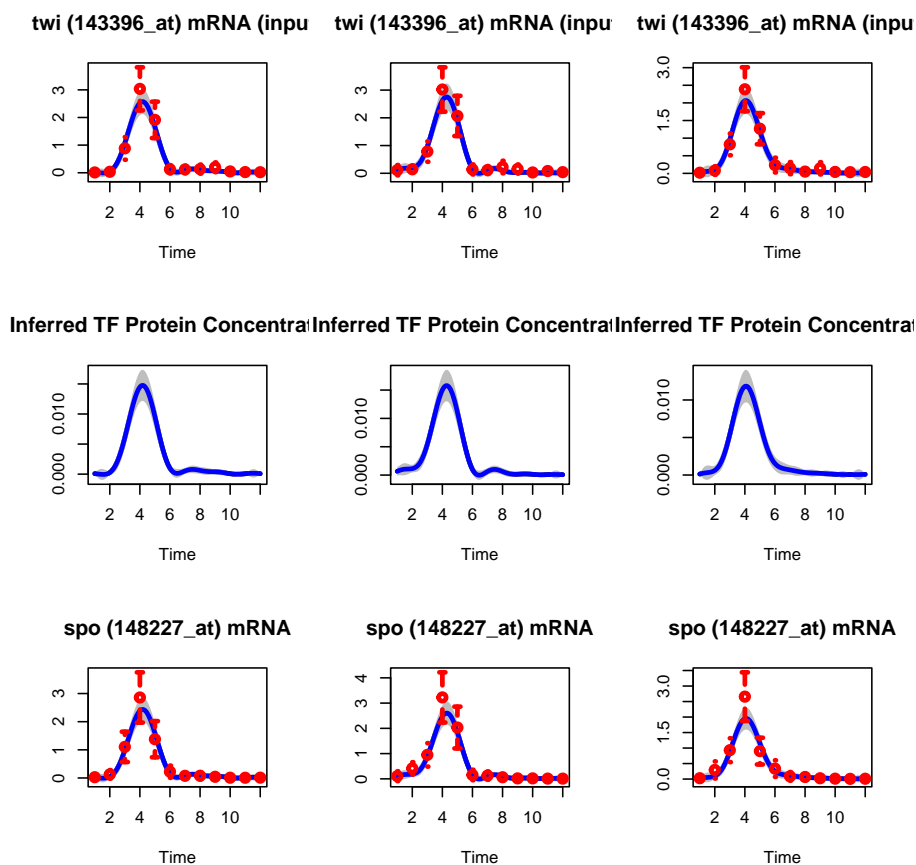 twi (143396_at) mRNA (inpu twi (143396_at) mRNA (inpu twi (143396_at) mRNA (inpu
0 1 2 3
2 4 6 8 10
Time
0 1 2 3
2 4 6 8 10
Time
0.0 1.5 3.0
2 4 6 8 10
Time
Inferred TF Protein Concentrat Inferred TF Protein Concentrat Inferred TF Protein Concentrat
0.000 0.010
2 4 6 8 10
Time
0.000 0.010
2 4 6 8 10
Time
0.000 0.010
2 4 6 8 10
Time
spo (148227_at) mRNA spo (148227_at) mRNA spo (148227_at) mRNA
0 1 2 3
2 4 6 8 10
Time
0 1 2 3 4
2 4 6 8 10
Time
0.0 1.5 3.0
2 4 6 8 10
Time